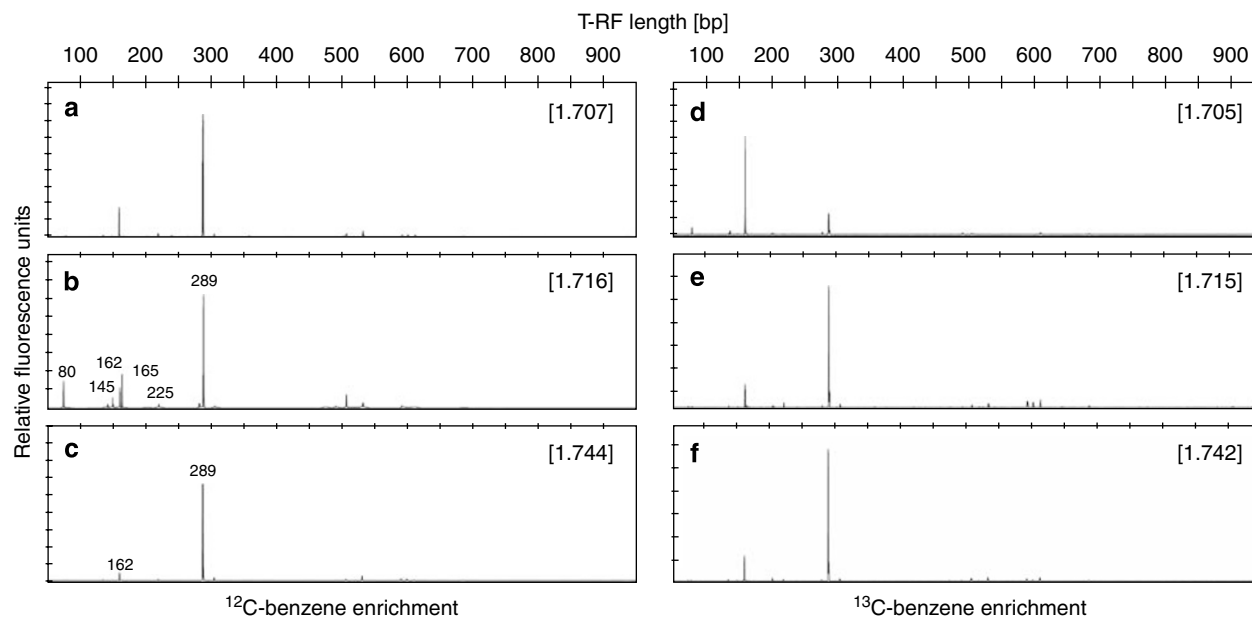 T-RF length [bp]
100 200 300 400 500 600 700 800 900
100 200 300 400 500 600 700 800 900
Relative fluorescence units
a [1.707]
d [1.705]
b [1.716]
289
80
162
145
165
225
e [1.715]
c [1.744]
289
162
f [1.742]
¹²C-benzene enrichment
¹³C-benzene enrichment